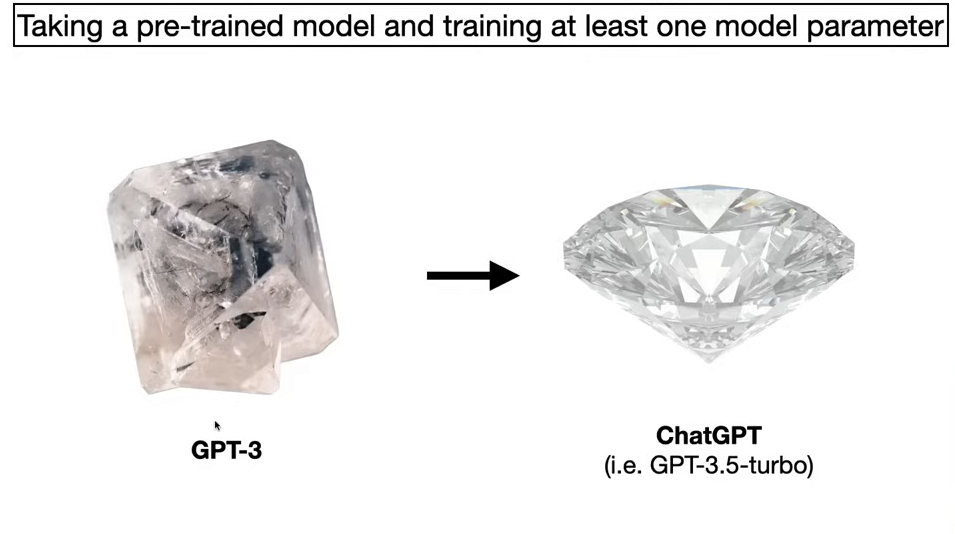 Taking a pre-trained model and training at least one model parameter
GPT-3
ChatGPT
(i.e. GPT-3.5-turbo)